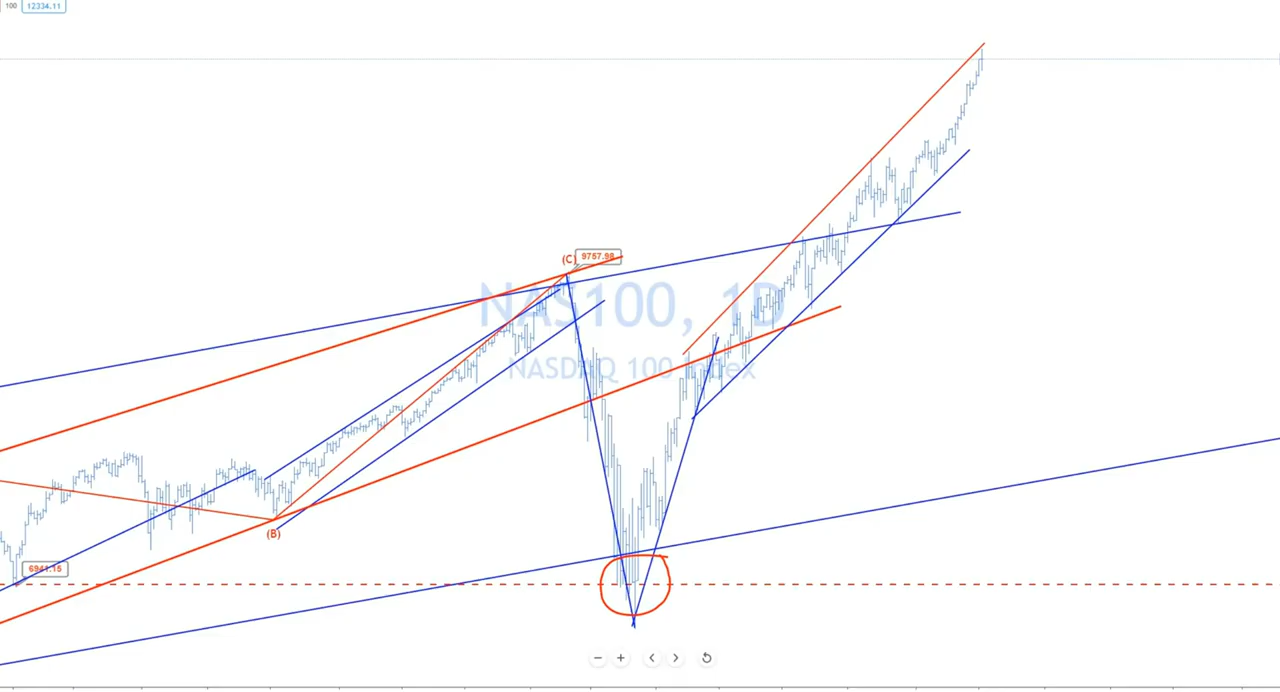 100 12334.11
(C) 9757.98
NAS100, 1D
NASDAQ 100 Index
(B)
6941.15